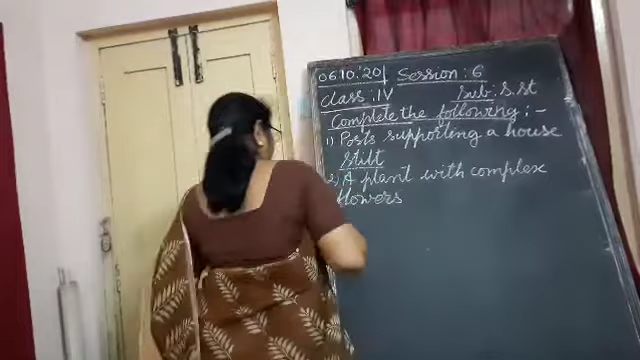 06.10.'20 Session : 6
Class : IV Sub : S.St
Complete the following :-
1) Posts supporting a house
stilt
2) A plant with complex
flowers